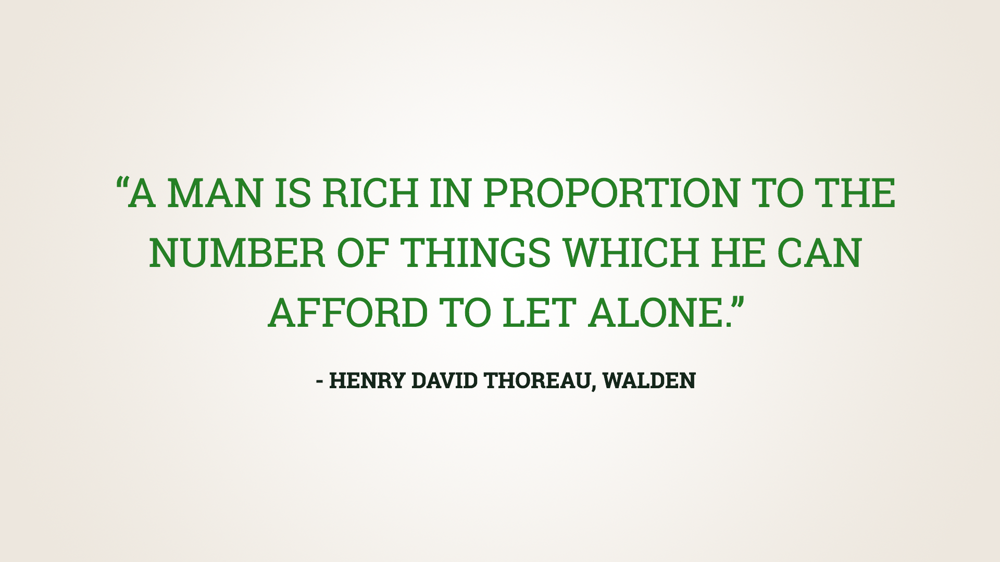 “A MAN IS RICH IN PROPORTION TO THE
NUMBER OF THINGS WHICH HE CAN
AFFORD TO LET ALONE.”
- HENRY DAVID THOREAU, WALDEN